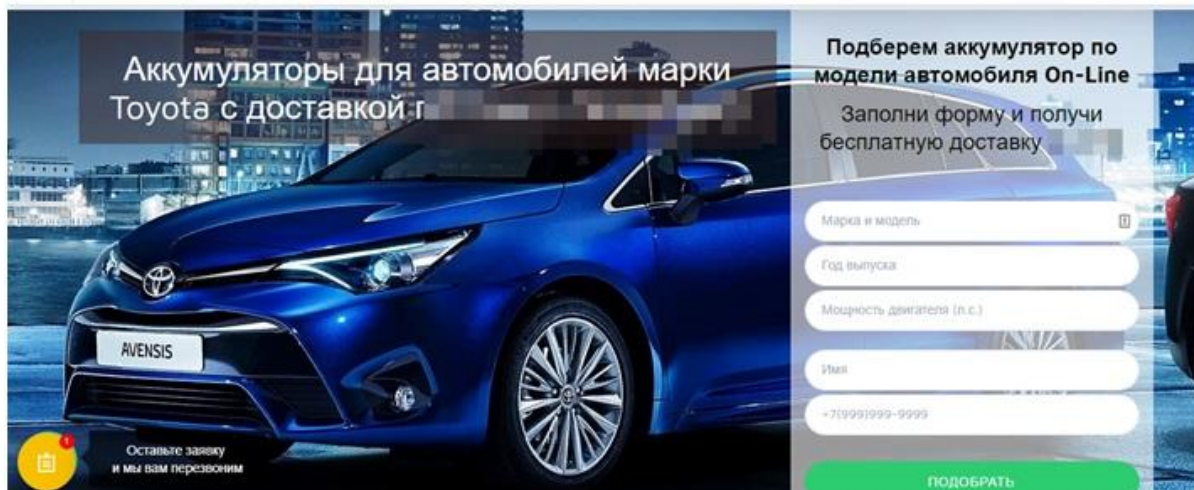 Аккумуляторы для автомобилей марки
Toyota с доставкой
Подберем аккумулятор по
модели автомобиля On-Line
Заполни форму и получи
бесплатную доставку
Марка и модель
Год выпуска
Мощность двигателя (л.с.)
Имя
+7(999)999-9999
ПОДОБРАТЬ
AVENSIS
1
Оставьте заявку
и мы вам перезвоним